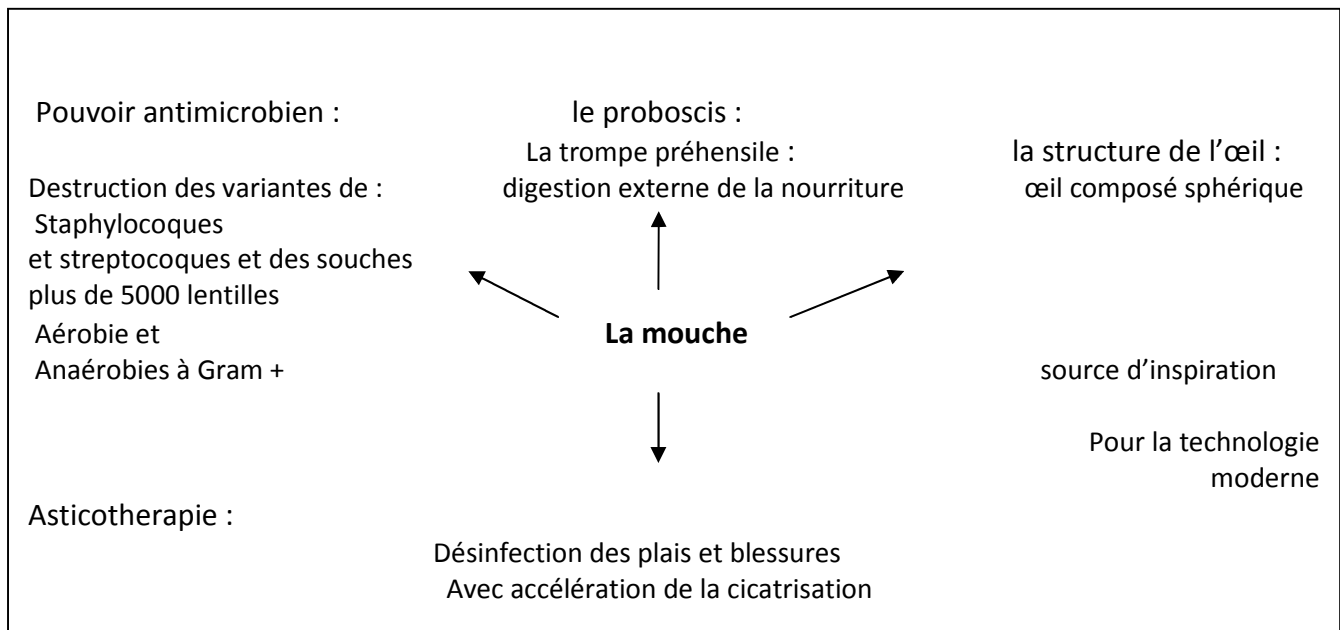 Pouvoir antimicrobien :
le proboscis :
La trompe préhensile :
la structure de l’œil :
Destruction des variantes de :
digestion externe de la nourriture
œil composé sphérique
Staphylocoques
et streptocoques et des souches
plus de 5000 lentilles
Aérobie et
La mouche
Anaérobies à Gram +
source d’inspiration
Pour la technologie
moderne
Asticotherapie :
Désinfection des plais et blessures
Avec accélération de la cicatrisation